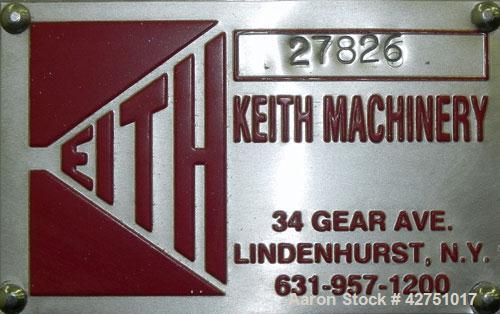 KEITH
27826
KEITH MACHINERY
34 GEAR AVE.
LINDENHURST, N.Y.
631-957-1200
Aaron Stock # 42751017